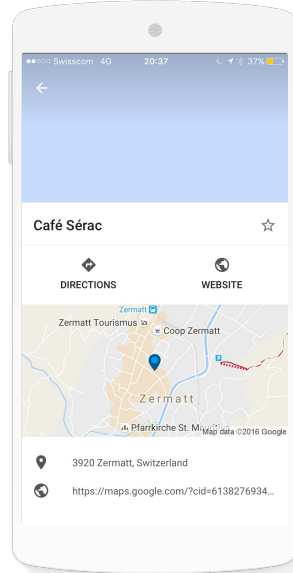 Swisscom 4G 20:37 37%
Café Sérac
DIRECTIONS WEBSITE
Zermatt
Zermatt Tourismus
Coop Zermatt
Zermatt
Pfarrkirche St.
Map data ©2016 Google
3920 Zermatt, Switzerland
https://maps.google.com/?cid=6138276934...